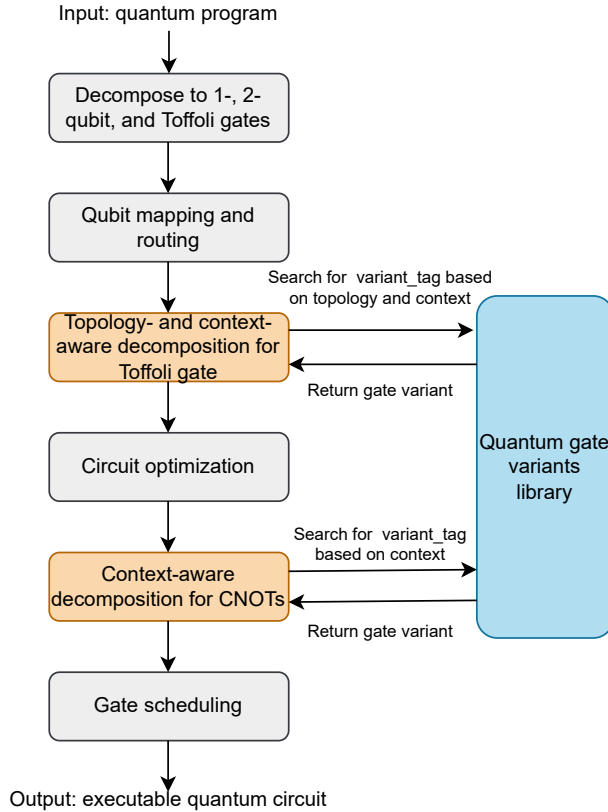 Input: quantum program
Decompose to 1-, 2-
qubit, and Toffoli gates
Qubit mapping and
routing
Search for variant_tag based
on topology and context
Topology- and context-
aware decomposition for
Toffoli gate
Return gate variant
Quantum gate
variants
library
Circuit optimization
Search for variant_tag
based on context
Context-aware
decomposition for CNOTs
Return gate variant
Gate scheduling
Output: executable quantum circuit